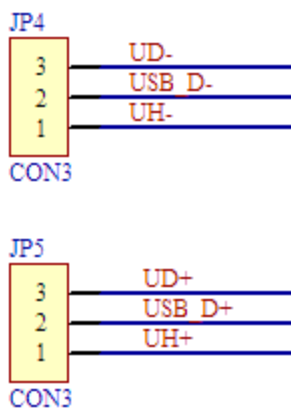 JP4
3 UD-
2 USB_D-
1 UH-
CON3
JP5
3 UD+
2 USB_D+
1 UH+
CON3